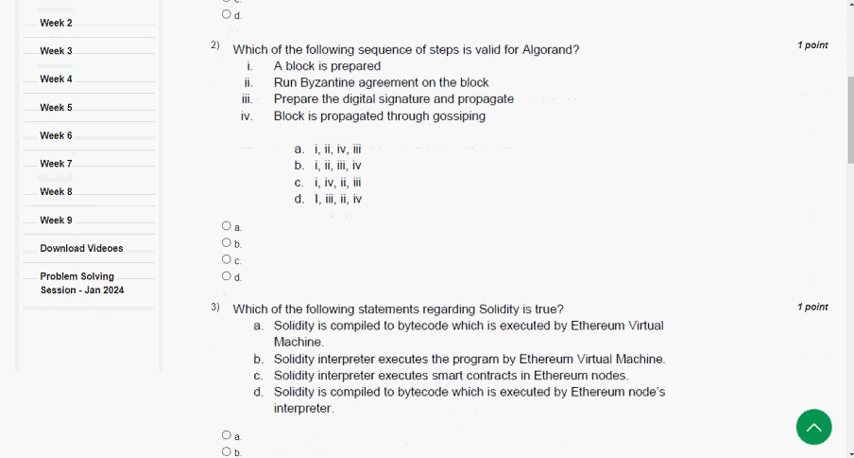 Week 2
Week 3
Week 4
Week 5
Week 6
Week 7
Week 8
Week 9
Download Videoes
Problem Solving
Session - Jan 2024
d.
2) Which of the following sequence of steps is valid for Algorand? 1 point
i. A block is prepared
ii. Run Byzantine agreement on the block
iii. Prepare the digital signature and propagate
iv. Block is propagated through gossiping
a. i, ii, iv, iii
b. i, ii, iii, iv
c. i, iv, ii, iii
d. I, iii, ii, iv
a.
b.
c.
d.
3) Which of the following statements regarding Solidity is true? 1 point
a. Solidity is compiled to bytecode which is executed by Ethereum Virtual
Machine.
b. Solidity interpreter executes the program by Ethereum Virtual Machine.
c. Solidity interpreter executes smart contracts in Ethereum nodes.
d. Solidity is compiled to bytecode which is executed by Ethereum node's
interpreter.
a.
b.